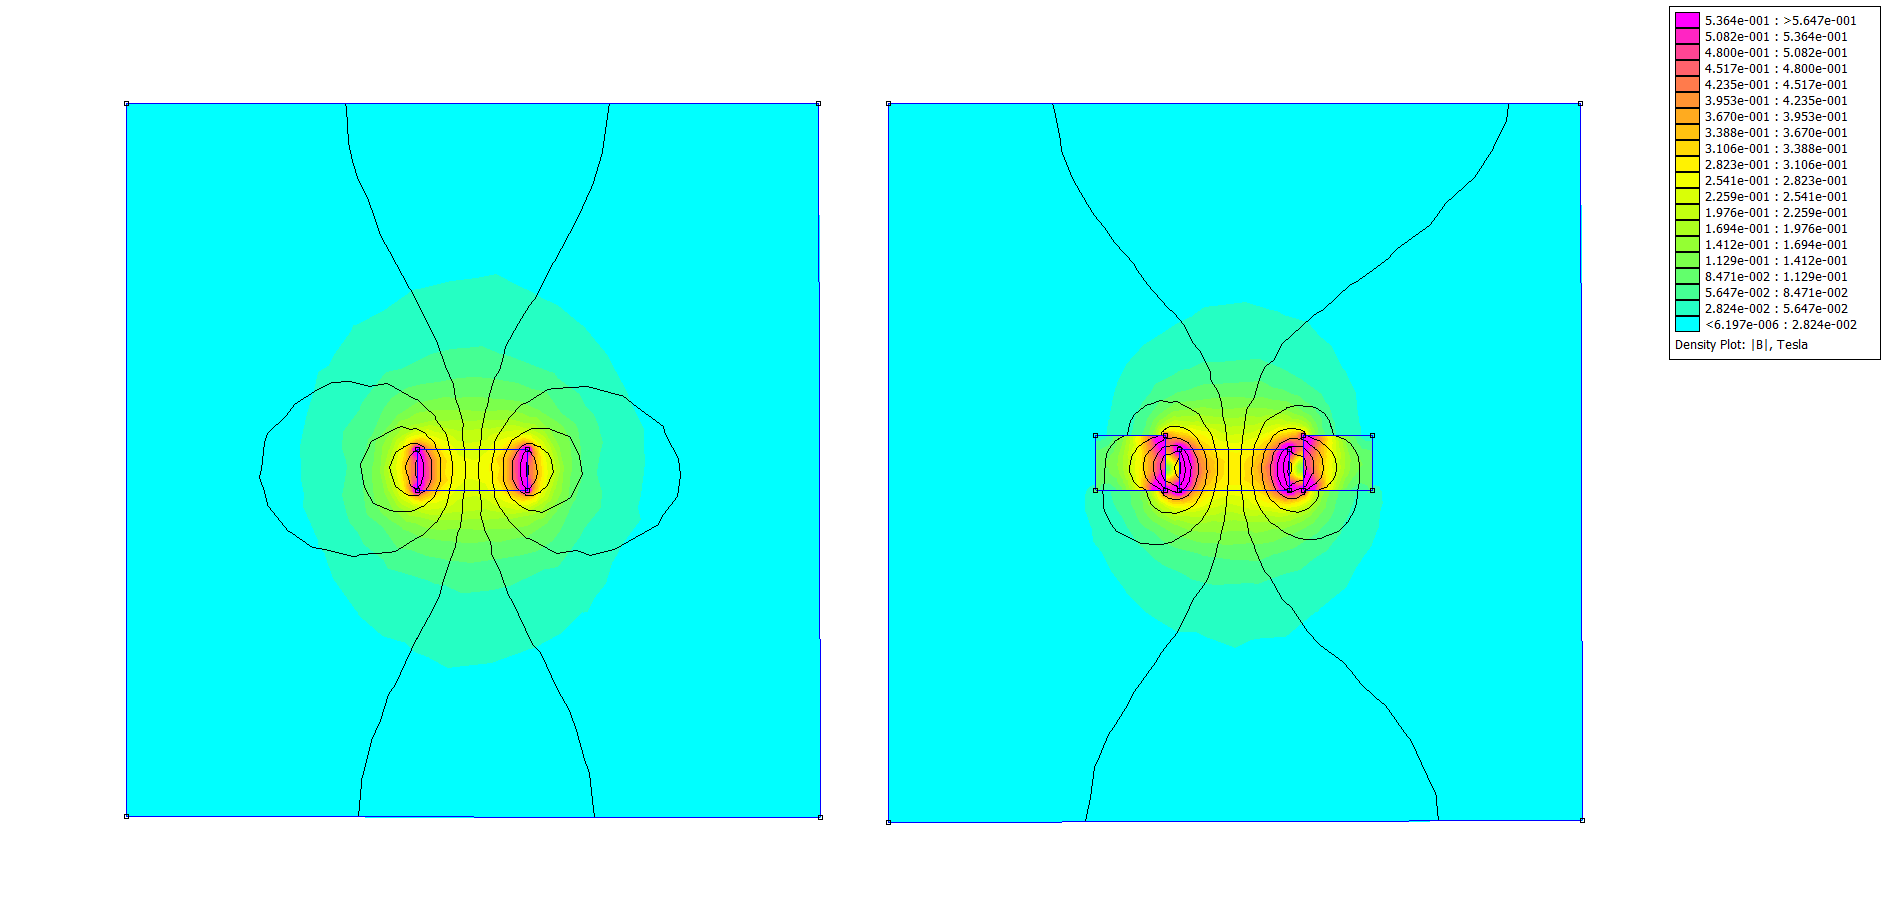 5.364e-001 : >5.647e-001
5.082e-001 : 5.364e-001
4.800e-001 : 5.082e-001
4.517e-001 : 4.800e-001
4.235e-001 : 4.517e-001
3.953e-001 : 4.235e-001
3.670e-001 : 3.953e-001
3.388e-001 : 3.670e-001
3.106e-001 : 3.388e-001
2.823e-001 : 3.106e-001
2.541e-001 : 2.823e-001
2.259e-001 : 2.541e-001
1.976e-001 : 2.259e-001
1.694e-001 : 1.976e-001
1.412e-001 : 1.694e-001
1.129e-001 : 1.412e-001
8.471e-002 : 1.129e-001
5.647e-002 : 8.471e-002
2.824e-002 : 5.647e-002
<6.197e-006 : 2.824e-002
Density Plot: |B|, Tesla